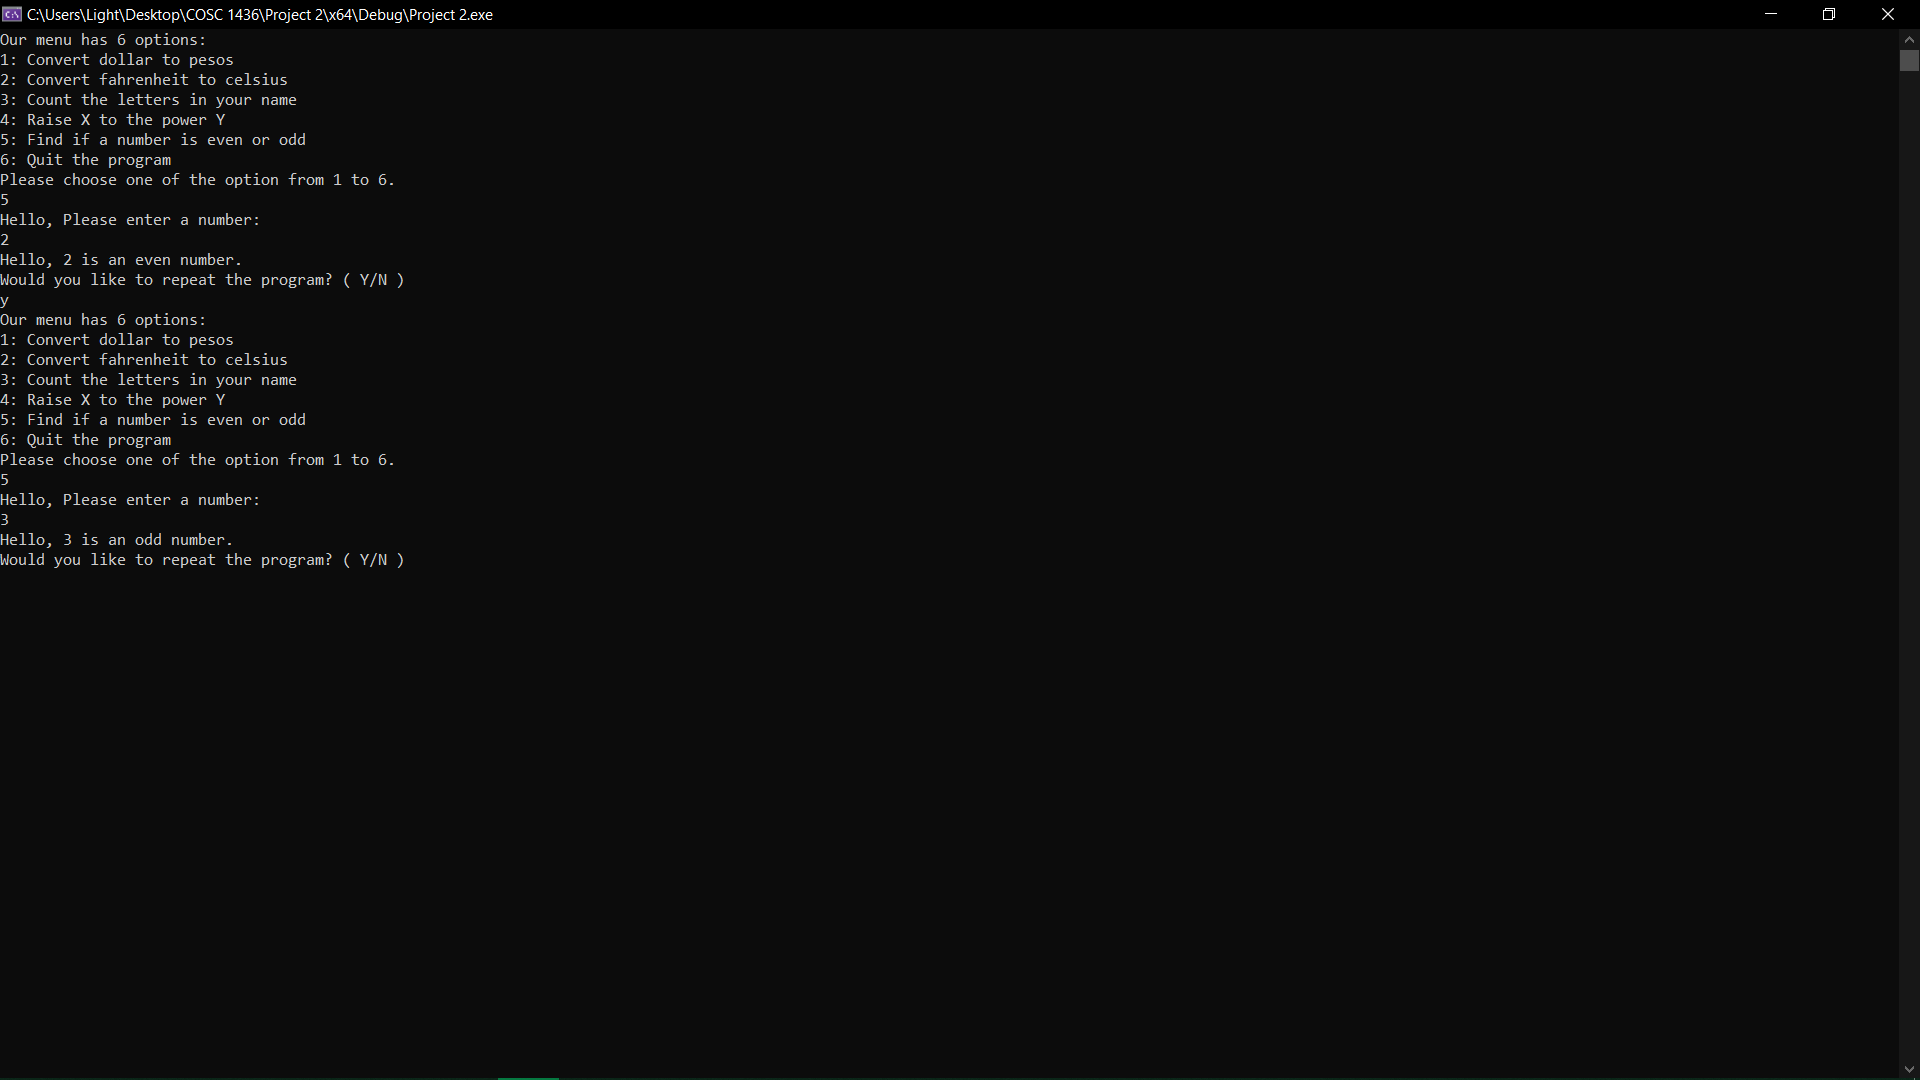 C:\Users\Light\Desktop\COSC 1436\Project 2\x64\Debug\Project 2.exe
Our menu has 6 options:
1: Convert dollar to pesos
2: Convert fahrenheit to celsius
3: Count the letters in your name
4: Raise X to the power Y
5: Find if a number is even or odd
6: Quit the program
Please choose one of the option from 1 to 6.
5
Hello, Please enter a number:
2
Hello, 2 is an even number.
Would you like to repeat the program? ( Y/N )
y
Our menu has 6 options:
1: Convert dollar to pesos
2: Convert fahrenheit to celsius
3: Count the letters in your name
4: Raise X to the power Y
5: Find if a number is even or odd
6: Quit the program
Please choose one of the option from 1 to 6.
5
Hello, Please enter a number:
3
Hello, 3 is an odd number.
Would you like to repeat the program? ( Y/N )